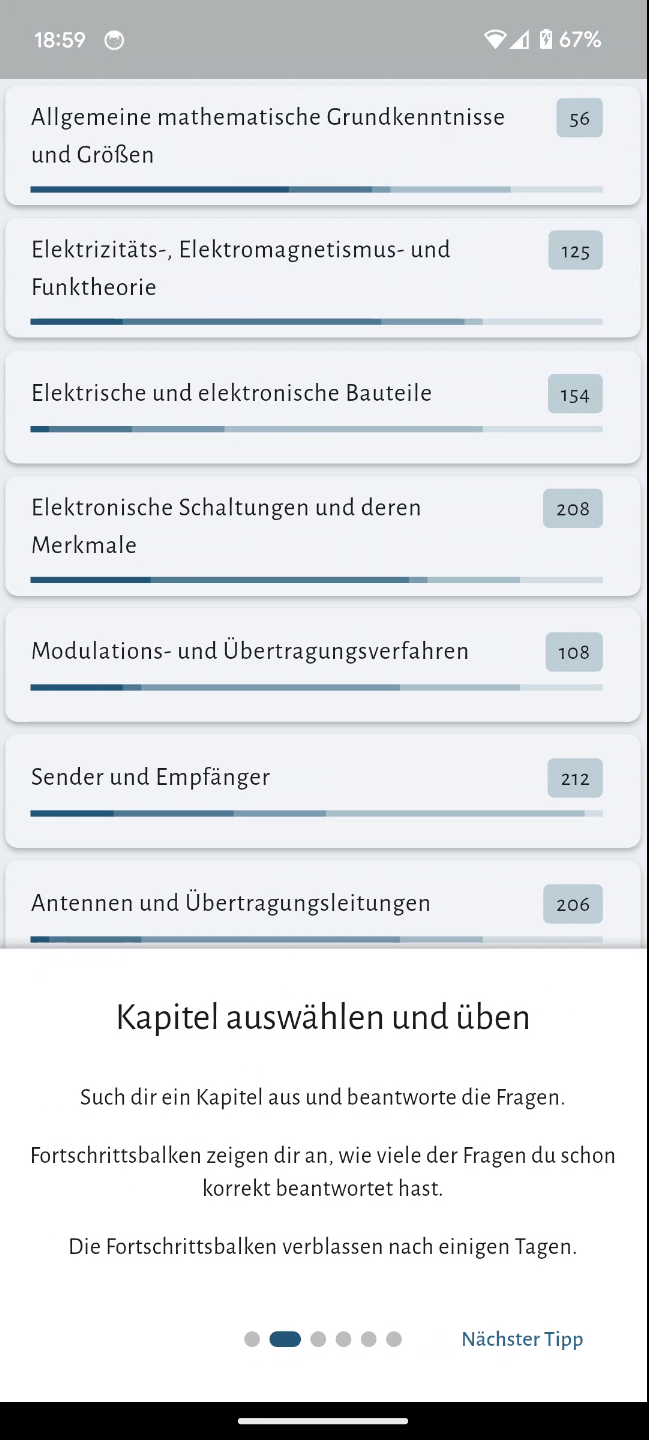 18:59
67%
Allgemeine mathematische Grundkenntnisse
und Größen
56
Elektrizitäts-, Elektromagnetismus- und
Funktheorie
125
Elektrische und elektronische Bauteile
154
Elektronische Schaltungen und deren
Merkmale
208
Modulations- und Übertragungsverfahren
108
Sender und Empfänger
212
Antennen und Übertragungsleitungen
206
Kapitel auswählen und üben
Such dir ein Kapitel aus und beantworte die Fragen.
Fortschrittsbalken zeigen dir an, wie viele der Fragen du schon
korrekt beantwortet hast.
Die Fortschrittsbalken verblassen nach einigen Tagen.
Nächster Tipp